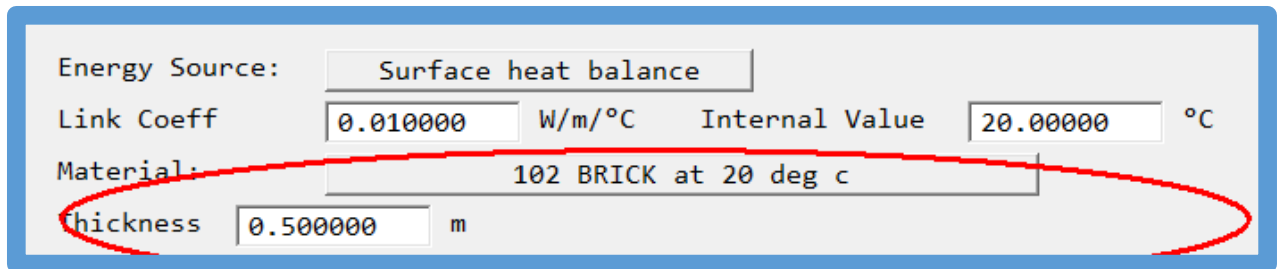 Energy Source: Surface heat balance
Link Coeff 0.010000 W/m/°C Internal Value 20.00000 °C
Material: 102 BRICK at 20 deg c
Thickness 0.500000 m